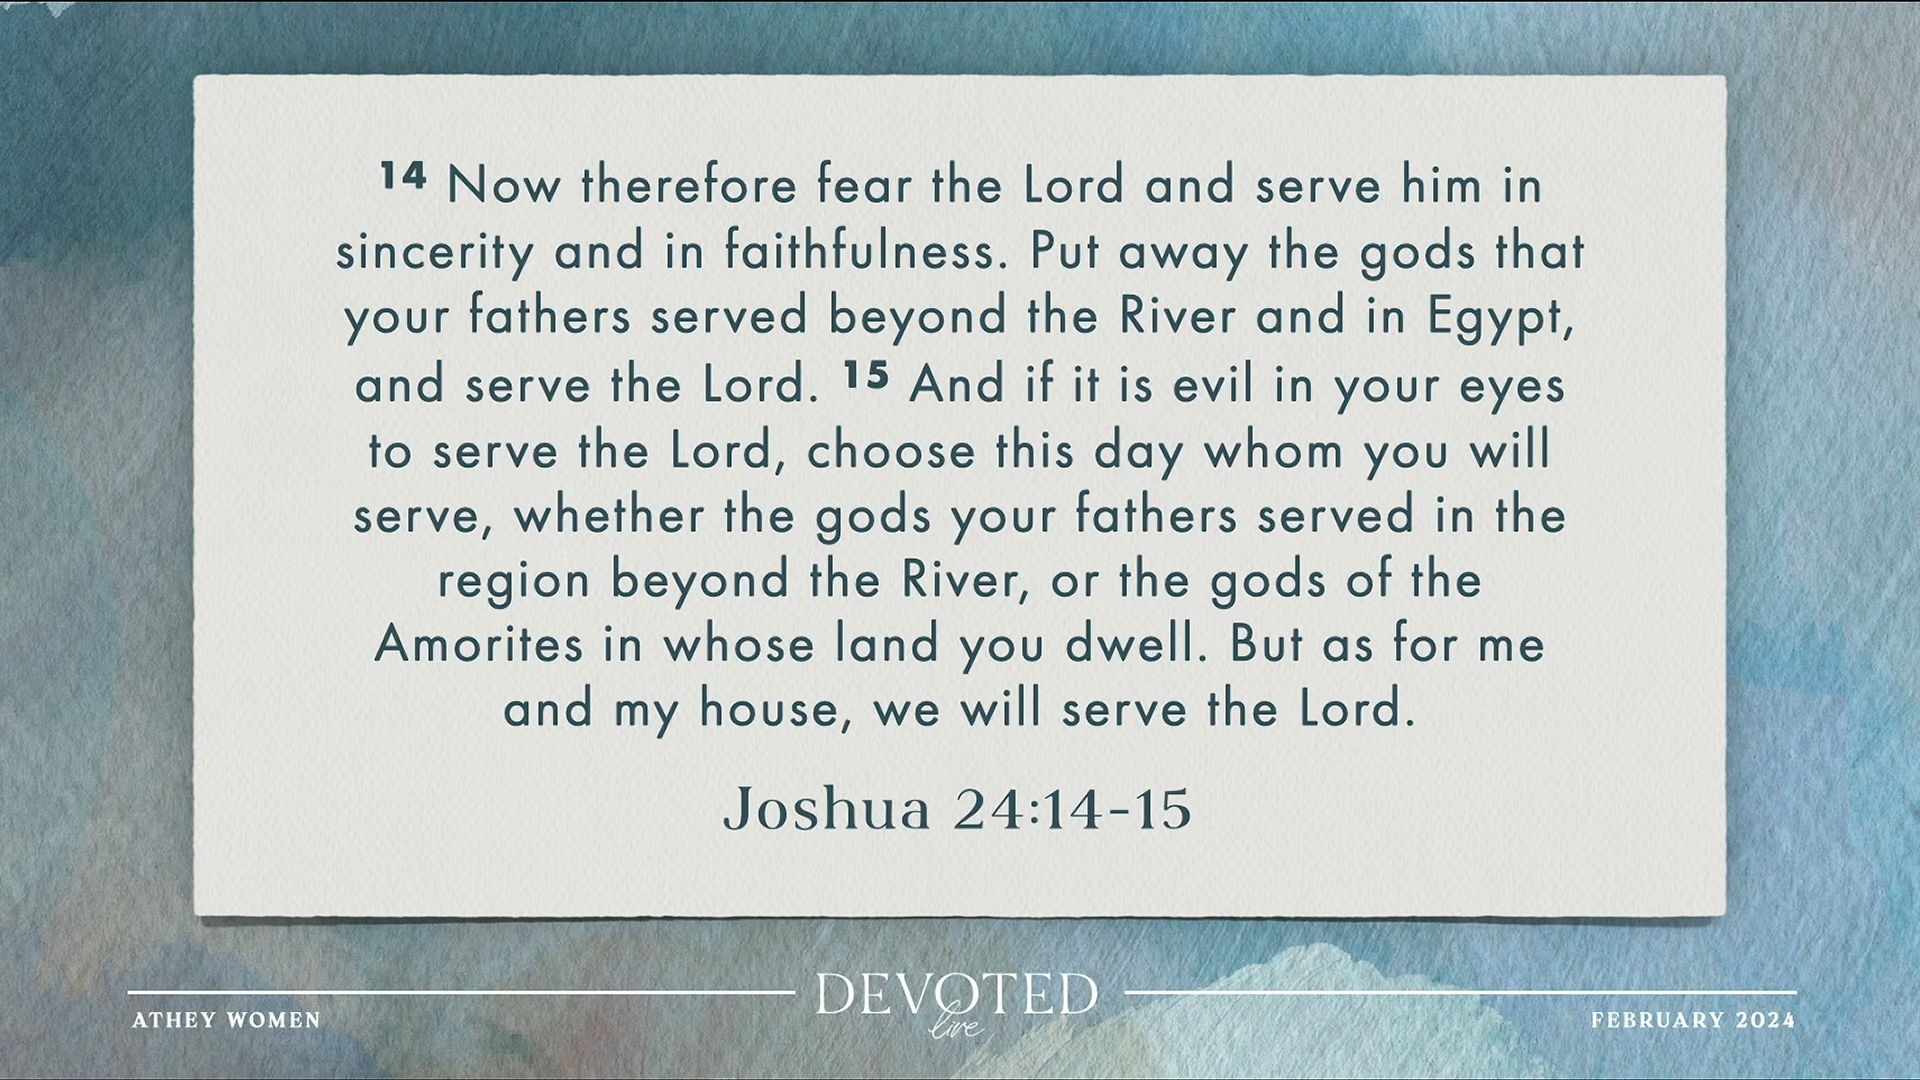 14 Now therefore fear the Lord and serve him in
sincerity and in faithfulness. Put away the gods that
your fathers served beyond the River and in Egypt,
and serve the Lord. 15 And if it is evil in your eyes
to serve the Lord, choose this day whom you will
serve, whether the gods your fathers served in the
region beyond the River, or the gods of the
Amorites in whose land you dwell. But as for me
and my house, we will serve the Lord.
Joshua 24:14-15
DEVOTED
live
ATHEY WOMEN
FEBRUARY 2024